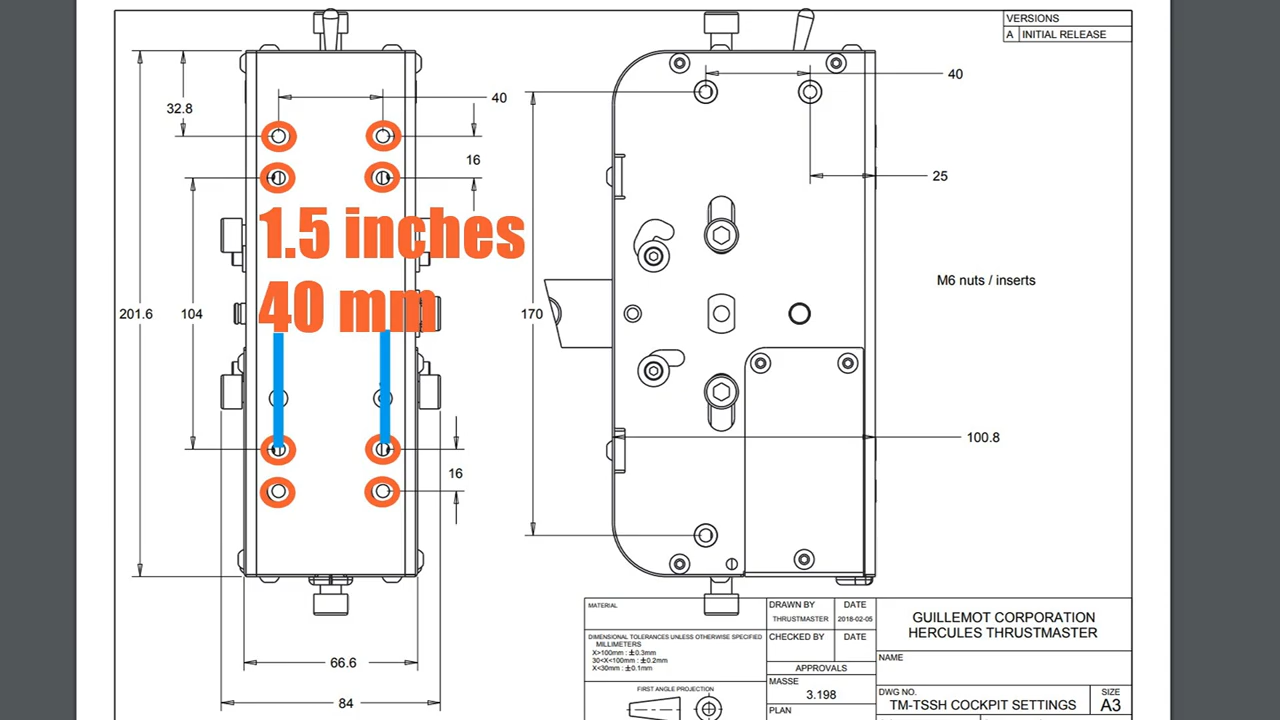 VERSIONS
A INITIAL RELEASE
40
40
32.8
16
25
1.5 inches
40 mm
M6 nuts / inserts
201.6
104
170
100.8
16
66.6
84
MATERIAL
DIMENSIONAL TOLERANCES UNLESS OTHERWISE SPECIFIED
MILLIMETERS
X>100mm : ±0.3mm
30<X<100mm : ±0.2mm
X<30mm : ±0.1mm
FIRST ANGLE PROJECTION
DRAWN BY
DATE
THRUSTMASTER
2018-02-05
CHECKED BY
DATE
APPROVALS
MASSE
3.198
PLAN
GUILLEMOT CORPORATION
HERCULES THRUSTMASTER
NAME
DWG NO.
TM-TSSH COCKPIT SETTINGS
SIZE
A3